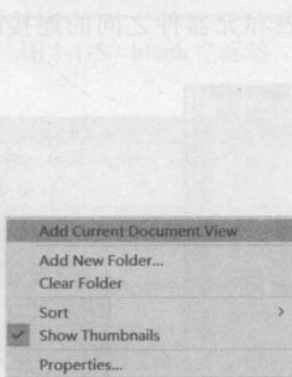 Add Current Document View
Add New Folder...
Clear Folder
Sort
Show Thumbnails
Properties...